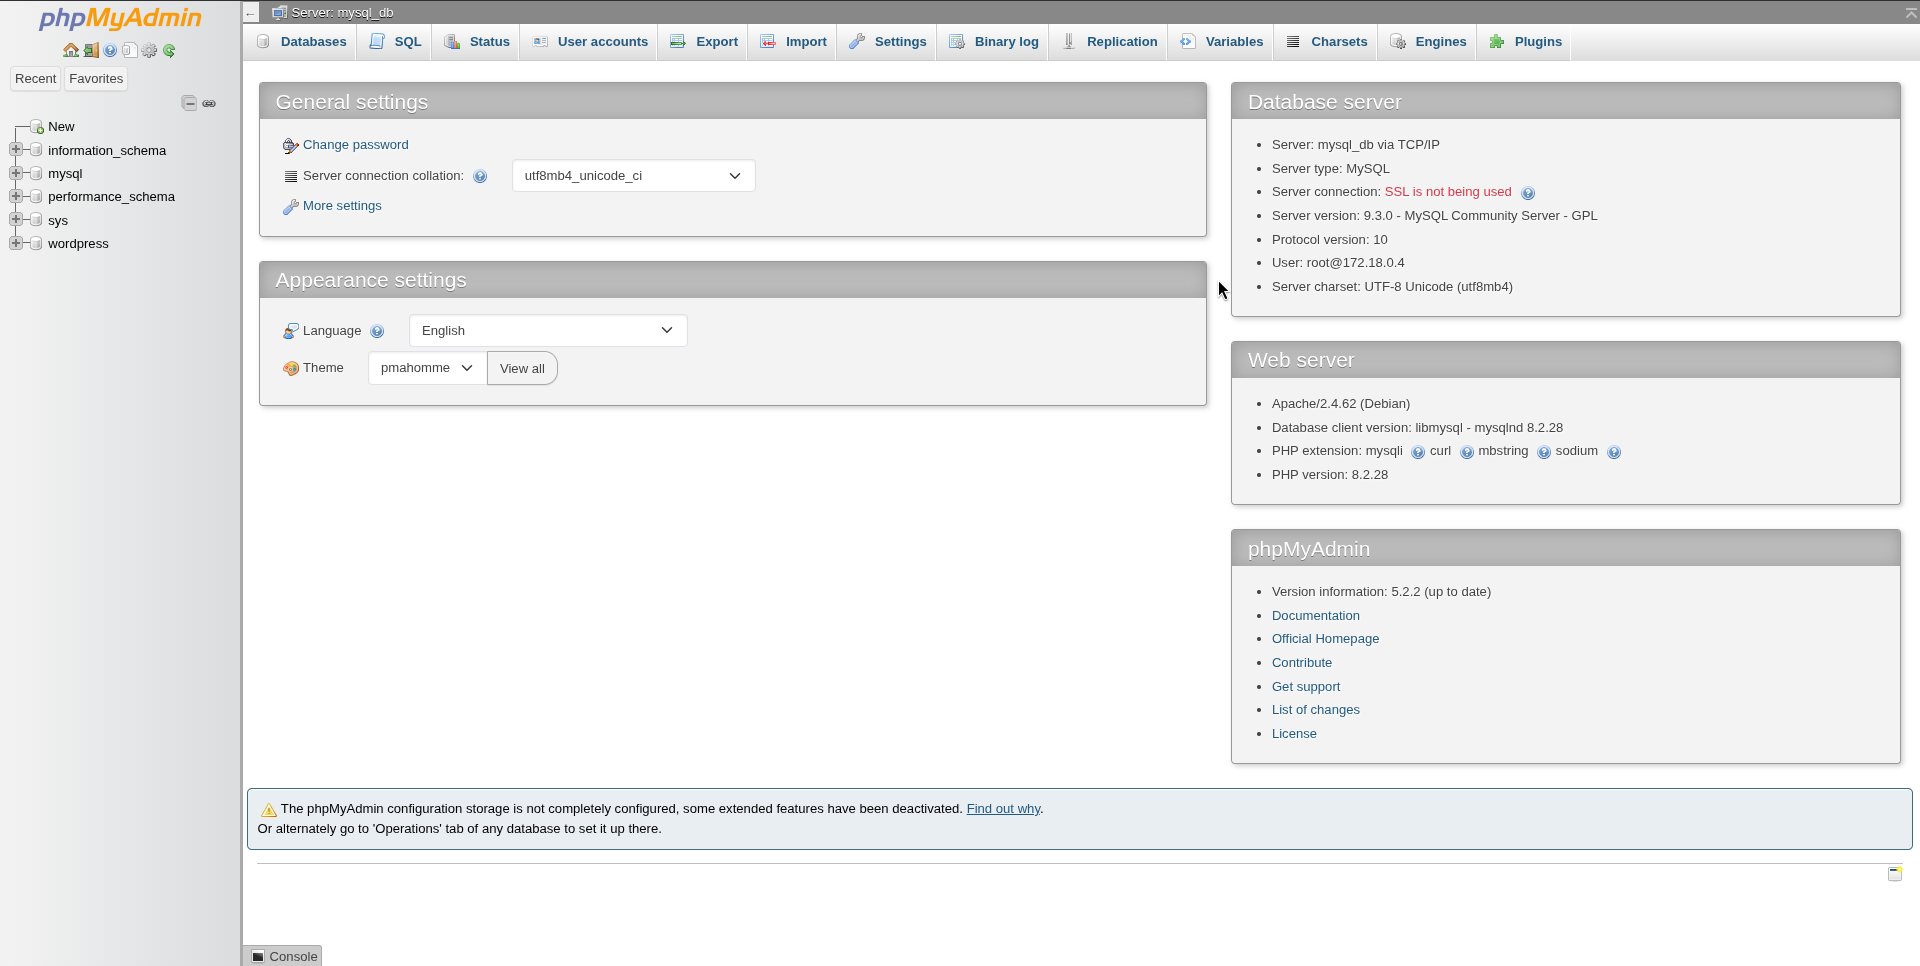 phpMyAdmin
Recent Favorites
New
information_schema
mysql
performance_schema
sys
wordpress
Server: mysql_db
Databases SQL Status User accounts Export Import Settings Binary log Replication Variables Charsets Engines Plugins
General settings
Change password
Server connection collation: utf8mb4_unicode_ci
More settings
Appearance settings
Language English
Theme pmahomme View all
Database server
Server: mysql_db via TCP/IP
Server type: MySQL
Server connection: SSL is not being used
Server version: 9.3.0 - MySQL Community Server - GPL
Protocol version: 10
User: root@172.18.0.4
Server charset: UTF-8 Unicode (utf8mb4)
Web server
Apache/2.4.62 (Debian)
Database client version: libmysql - mysqlnd 8.2.28
PHP extension: mysqli curl mbstring sodium
PHP version: 8.2.28
phpMyAdmin
Version information: 5.2.2 (up to date)
Documentation
Official Homepage
Contribute
Get support
List of changes
License
The phpMyAdmin configuration storage is not completely configured, some extended features have been deactivated. Find out why.
Or alternately go to 'Operations' tab of any database to set it up there.
Console